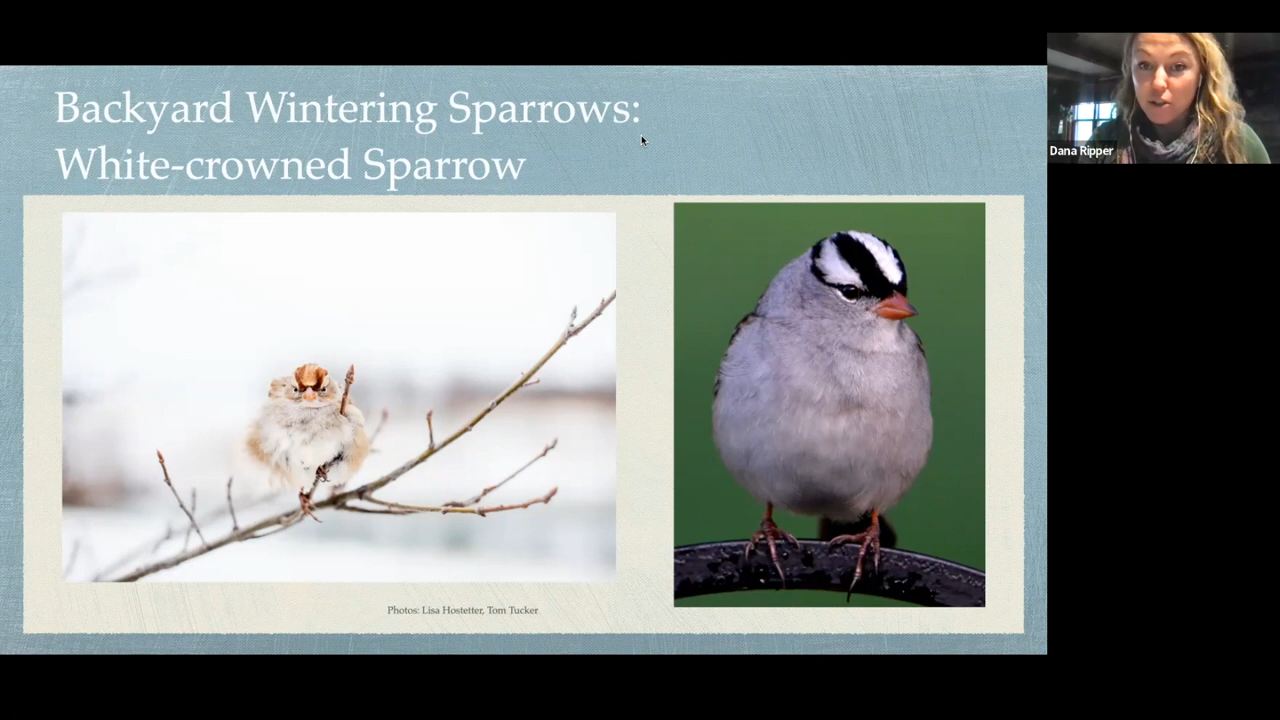 Backyard Wintering Sparrows:
White-crowned Sparrow
Dana Ripper
Photos: Lisa Hostetter, Tom Tucker